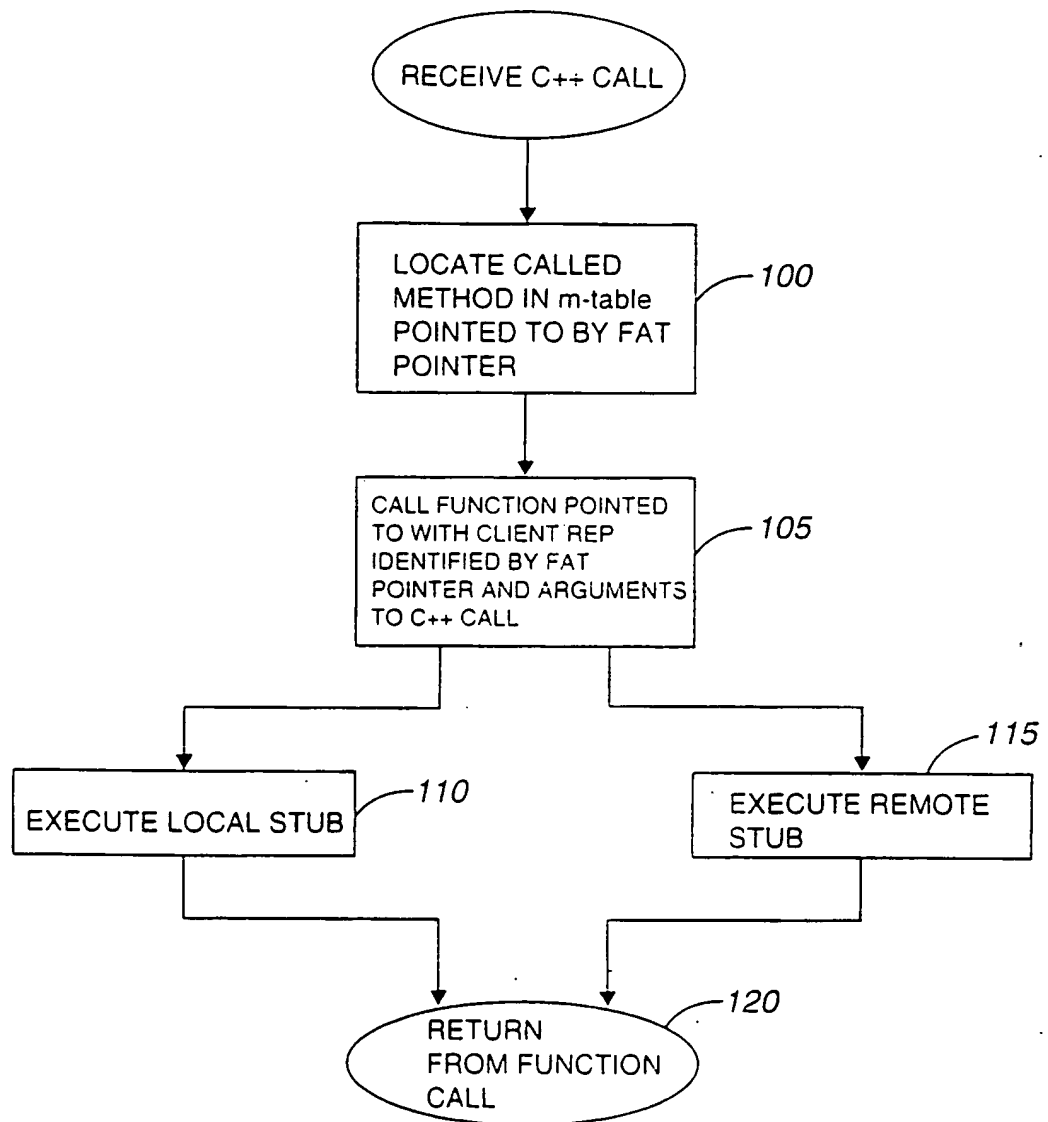 RECEIVE C++ CALL
LOCATE CALLED
METHOD IN m-table
POINTED TO BY FAT
POINTER
100
CALL FUNCTION POINTED
TO WITH CLIENT REP
IDENTIFIED BY FAT
POINTER AND ARGUMENTS
TO C++ CALL
105
EXECUTE LOCAL STUB
110
EXECUTE REMOTE
STUB
115
RETURN
FROM FUNCTION
CALL
120